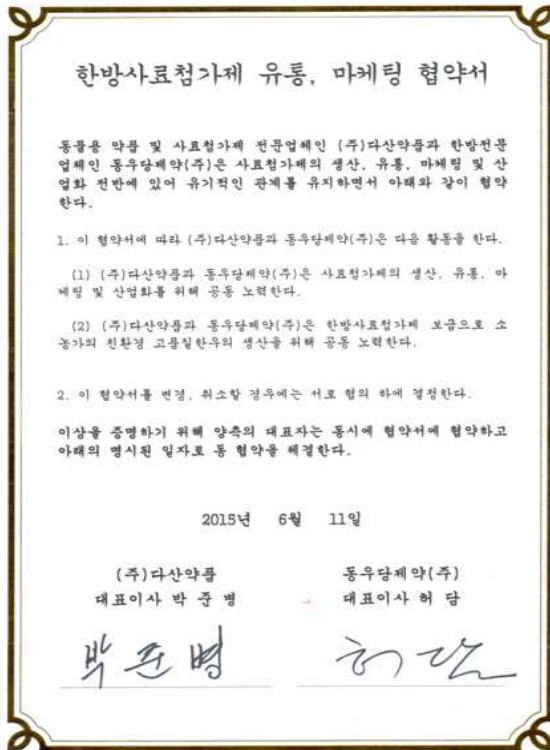 한방사료첨가제 유통, 마케팅 협약서
동물용 약품 및 사료첨가제 전문업체인 (주)다산약품과 한방전문
업체인 동우당제약(주)은 사료첨가제의 생산, 유통, 마케팅 및 산
업화 전반에 있어 유기적인 관계를 유지하면서 아래와 같이 협약
한다.
1. 이 협약서에 따라 (주)다산약품과 동우당제약(주)은 다음 활동을 한다.
(1) (주)다산약품과 동우당제약(주)은 사료첨가제의 생산, 유통, 마
케팅 및 산업화를 위해 공동 노력한다.
(2) (주)다산약품과 동우당제약(주)은 한방사료첨가제 보급으로 소
농가의 친환경 고품질한우의 생산을 위해 공동 노력한다.
2. 이 협약서를 변경, 취소할 경우에는 서로 협의 하에 결정한다.
이상을 증명하기 위해 양측의 대표자는 동시에 협약서에 협약하고
아래의 명시된 일자로 동 협약을 체결한다.
2015년 6월 11일
(주)다산약품 동우당제약(주)
대표이사 박 준 병 대표이사 허 담
박 준 병 허 담